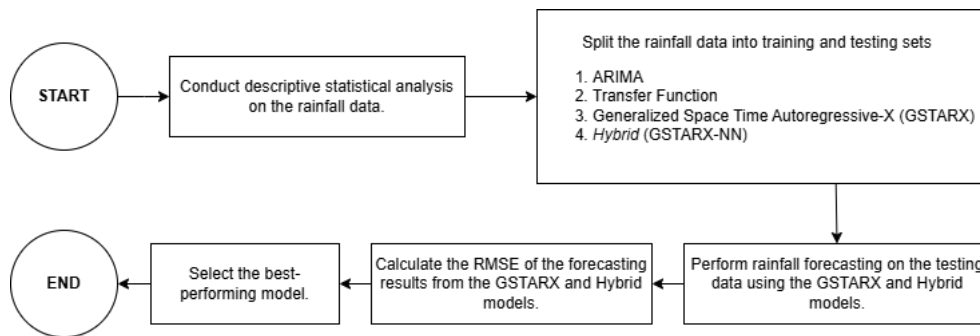 START
Conduct descriptive statistical analysis
on the rainfall data.
Split the rainfall data into training and testing sets
1. ARIMA
2. Transfer Function
3. Generalized Space Time Autoregressive-X (GSTARX)
4. Hybrid (GSTARX-NN)
Perform rainfall forecasting on the testing
data using the GSTARX and Hybrid
models.
Calculate the RMSE of the forecasting
results from the GSTARX and Hybrid
models.
Select the best-
performing model.
END